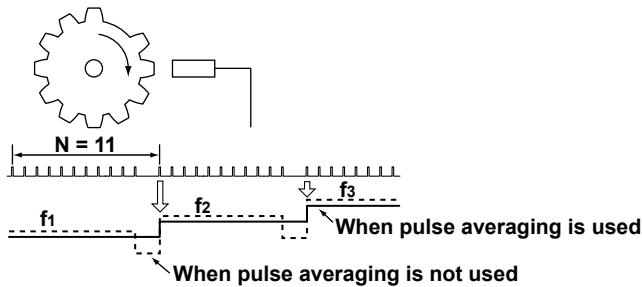 N = 11
f1
f2
f3
When pulse averaging is used
When pulse averaging is not used